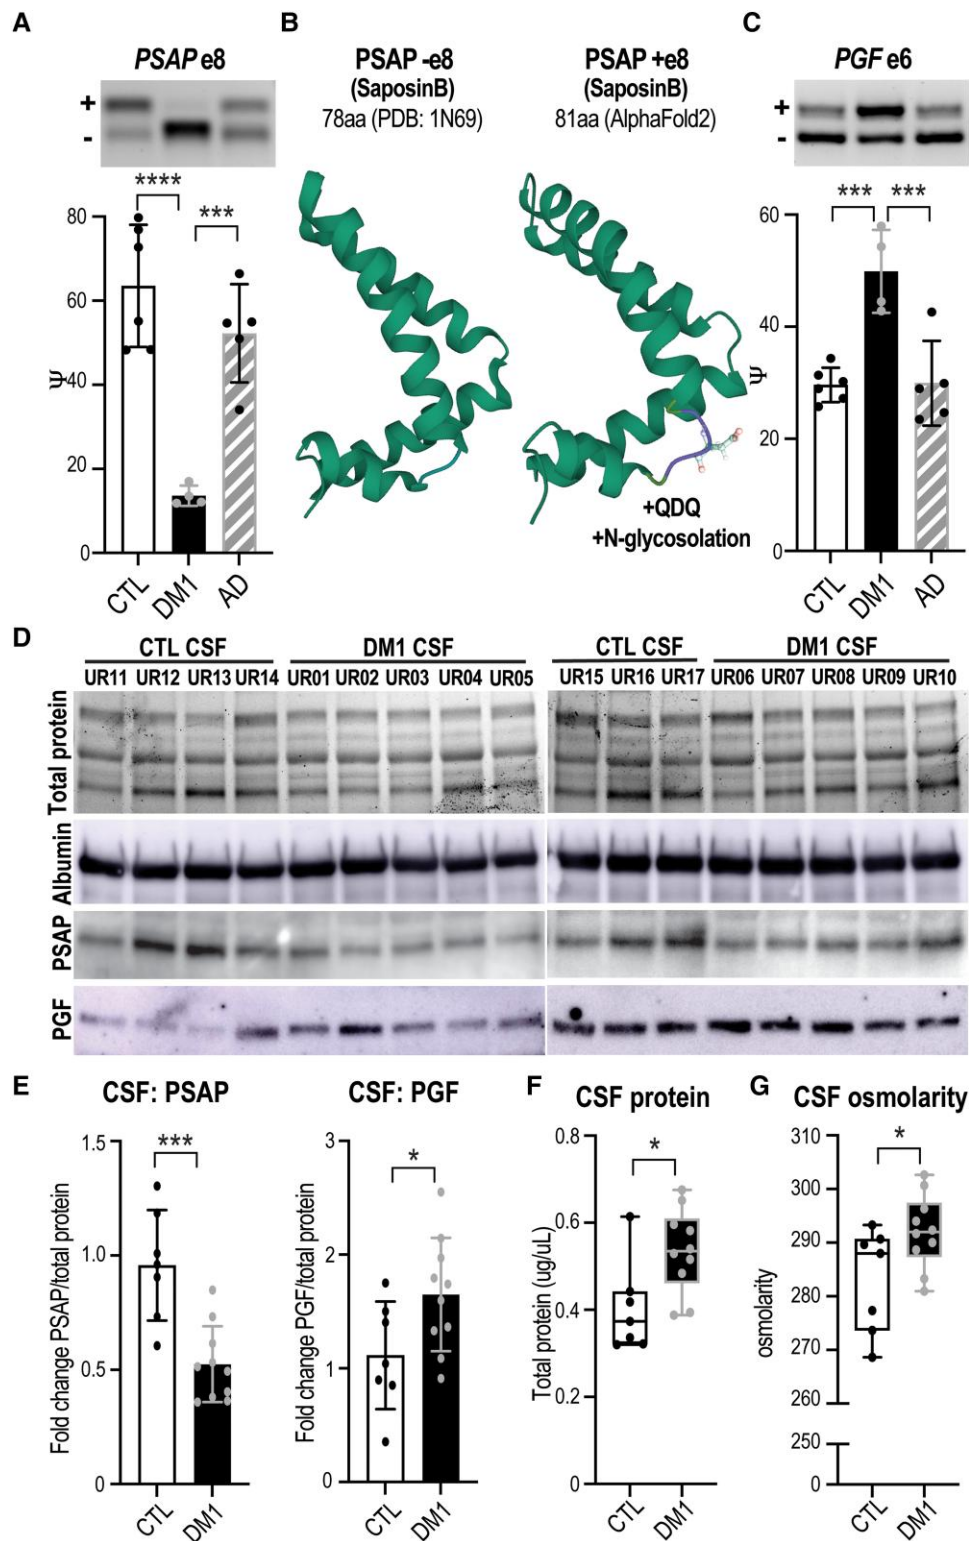 A
PSAP e8
+
-
****
***
80
60
40
20
0
Ψ
CTL
DM1
AD
B
PSAP -e8
(SaposinB)
78aa (PDB: 1N69)
PSAP +e8
(SaposinB)
81aa (AlphaFold2)
+QDQ
+N-glycosolation
C
PGF e6
+
-
***
***
60
40
20
0
Ψ
CTL
DM1
AD
D
CTL CSF
DM1 CSF
CTL CSF
DM1 CSF
UR11 UR12 UR13 UR14 UR01 UR02 UR03 UR04 UR05
UR15 UR16 UR17 UR06 UR07 UR08 UR09 UR10
Total protein
Albumin
PSAP
PGF
E
CSF: PSAP
***
1.5
1.0
0.5
0
Fold change PSAP/total protein
CTL
DM1
CSF: PGF
*
3
2
1
0
Fold change PGF/total protein
CTL
DM1
F
CSF protein
*
0.8
0.6
0.4
0.2
0
Total protein (ug/uL)
CTL
DM1
G
CSF osmolarity
*
310
300
290
280
270
260
250
0
osmolarity
CTL
DM1